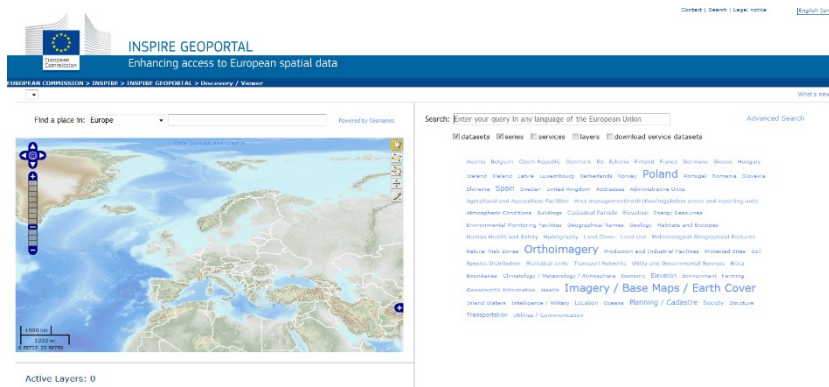 Contact | Search | Legal notice
English (en)
European
Commission
INSPIRE GEOPORTAL
Enhancing access to European spatial data
EUROPEAN COMMISSION > INSPIRE > INSPIRE GEOPORTAL > Discovery / Viewer
What's new
Find a place in: Europe
Powered by GeoNames
Search: Enter your query in any language of the European Union
Advanced Search
datasets series services layers download service datasets
Austria Belgium Czech Republic Denmark EU Estonia Finland France Germany Greece Hungary
Iceland Ireland Latvia Luxembourg Netherlands Norway Poland Portugal Romania Slovakia
Slovenia Spain Sweden United Kingdom Addresses Administrative Units
Agricultural and Aquaculture Facilities Area management/restriction/regulation zones and reporting units
Atmospheric Conditions Buildings Cadastral Parcels Elevation Energy Resources
Environmental Monitoring Facilities Geographical Names Geology Habitats and Biotopes
Human Health and Safety Hydrography Land Cover Land Use Meteorological Geographical Features
Natural Risk Zones Orthoimagery Production and Industrial Facilities Protected Sites Soil
Species Distribution Statistical Units Transport Networks Utility and Governmental Services Biota
Boundaries Climatology / Meteorology / Atmosphere Economy Elevation Environment Farming
Geoscientific Information Health Imagery / Base Maps / Earth Cover
Inland Waters Intelligence / Military Location Oceans Planning / Cadastre Society Structure
Transportation Utilities / Communication
1000 km
1000 mi
Active Layers: 0